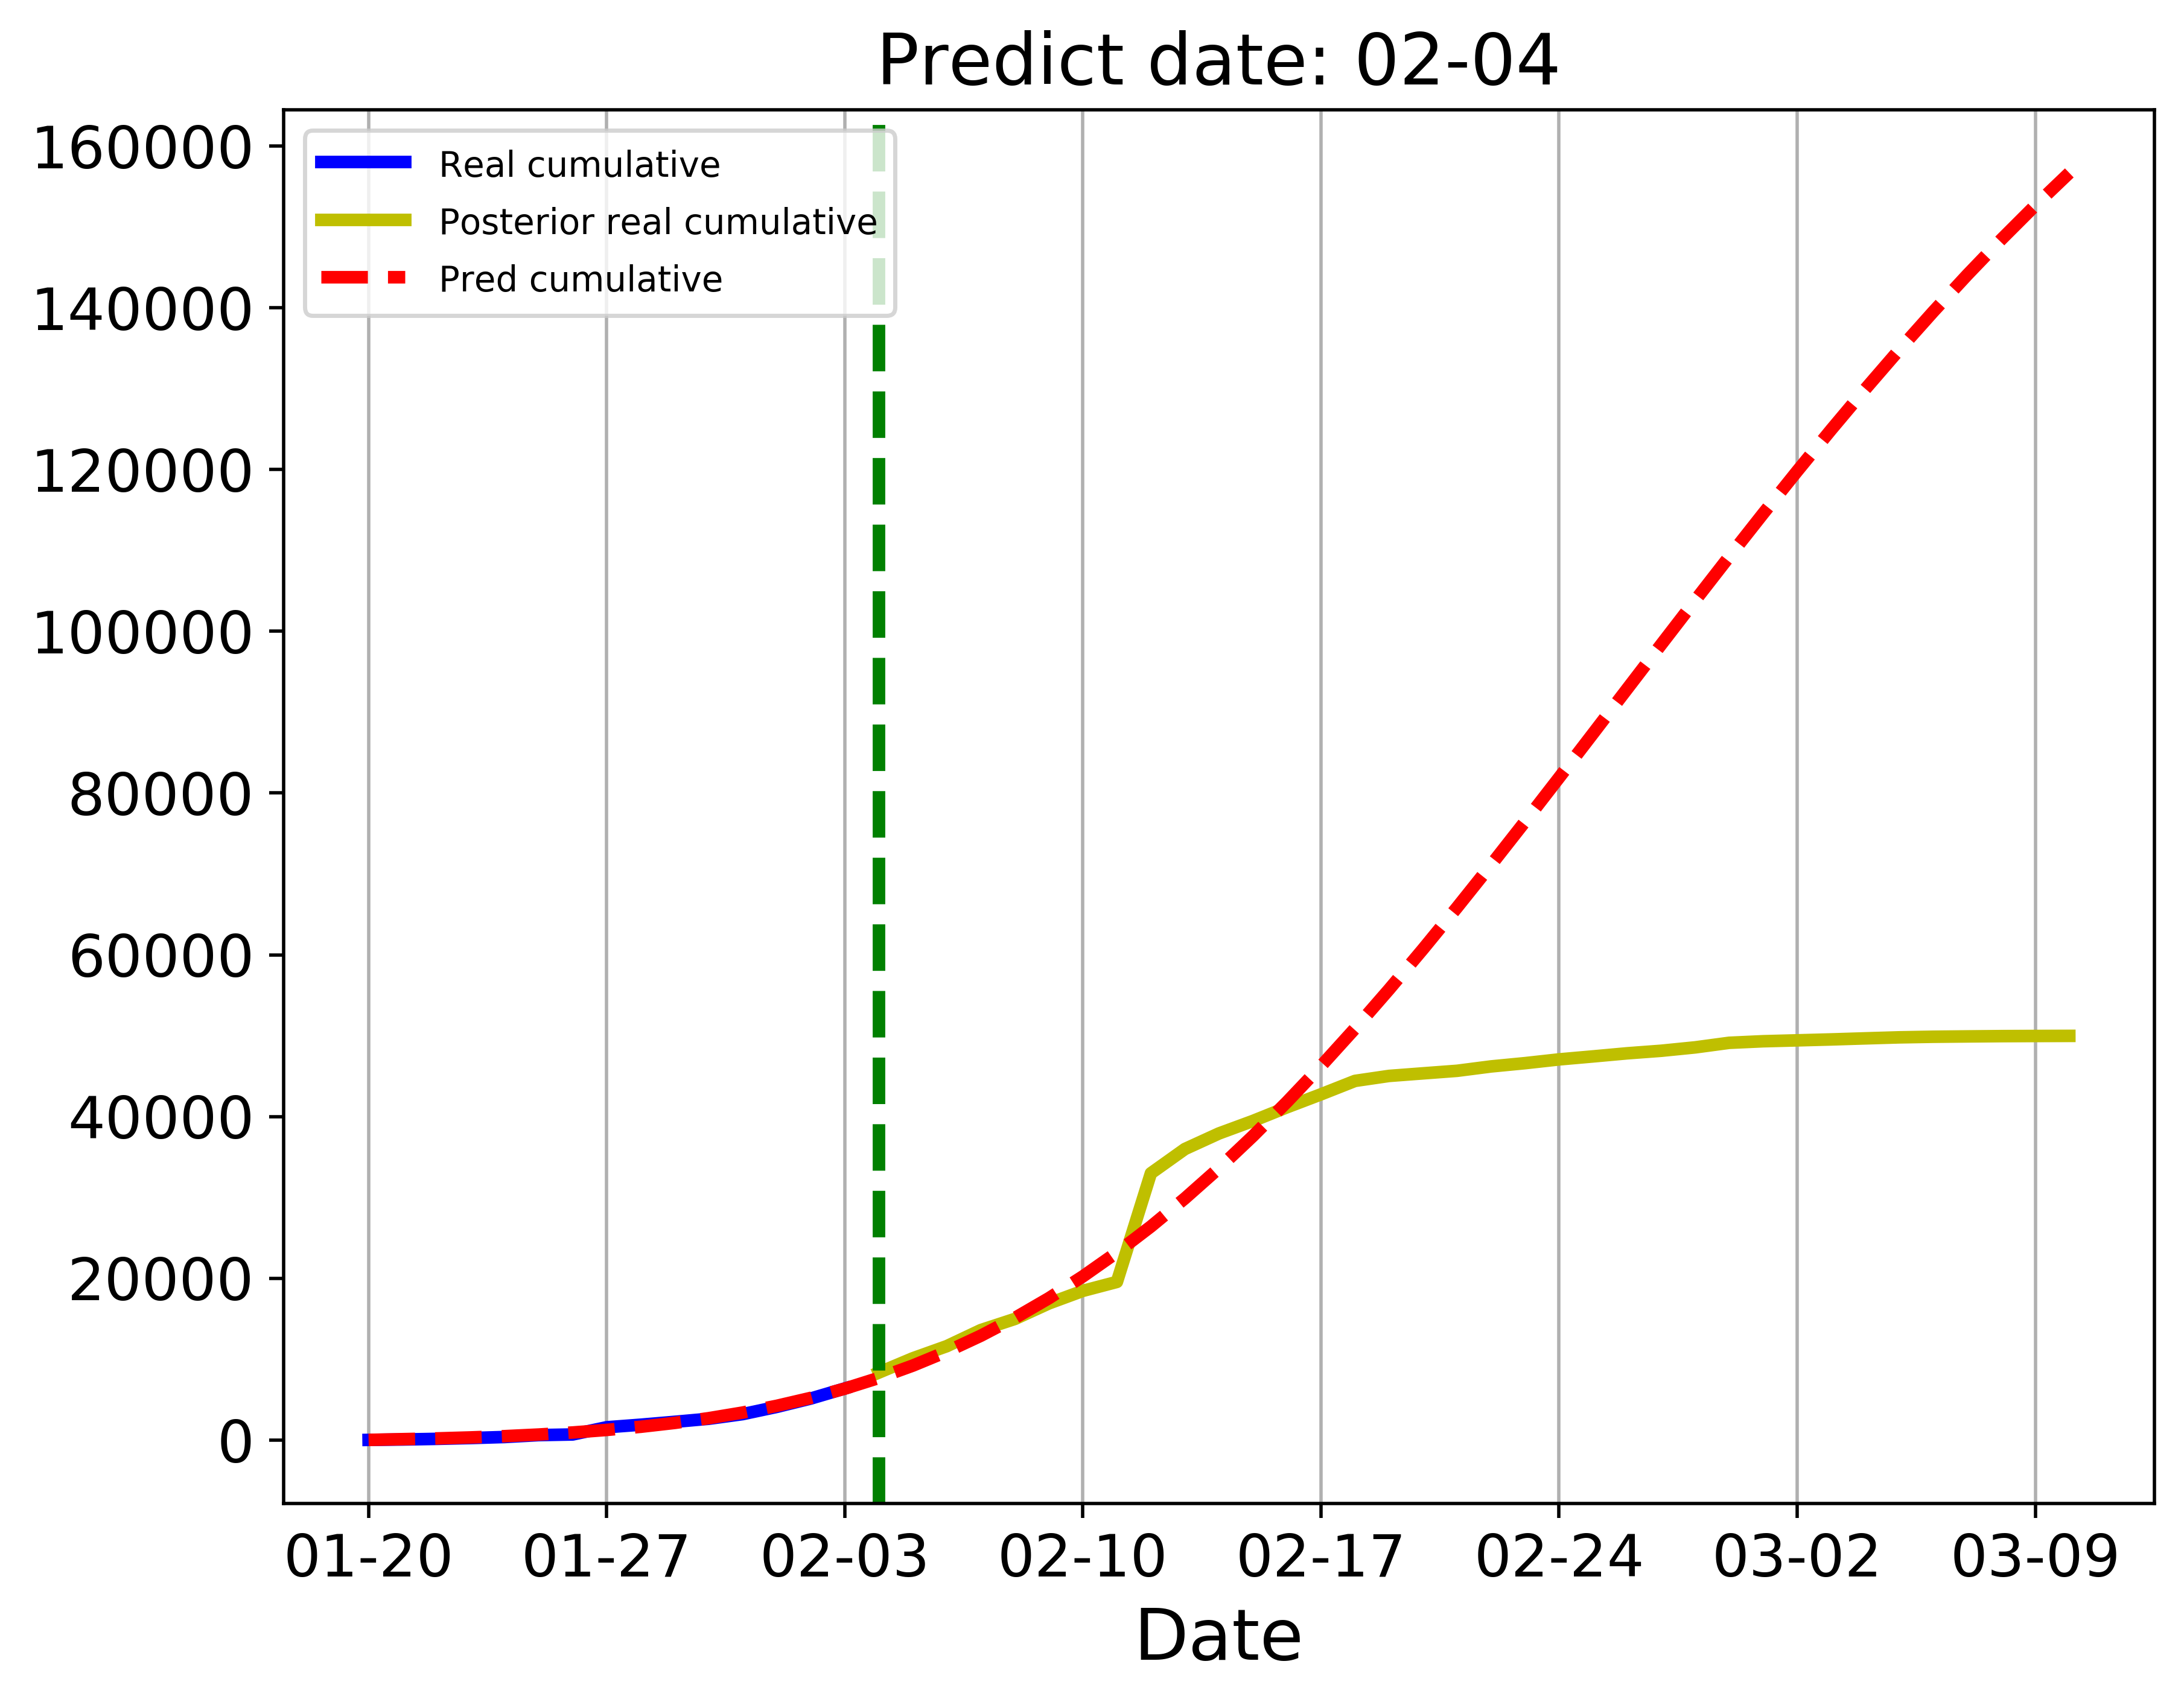 Predict date: 02-04
Real cumulative
Posterior real cumulative
Pred cumulative
160000
140000
120000
100000
80000
60000
40000
20000
0
01-20 01-27 02-03 02-10 02-17 02-24 03-02 03-09
Date